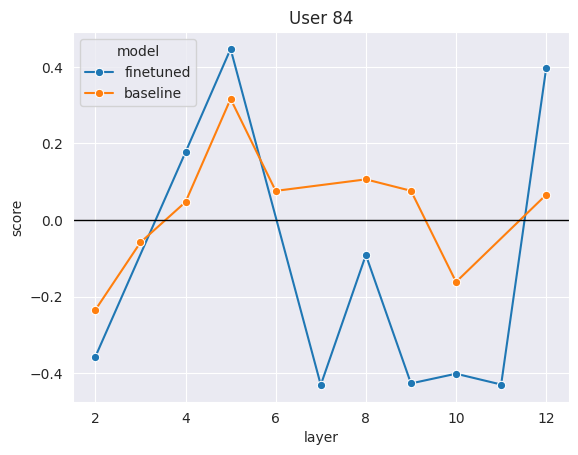 User 84
model
finetuned
baseline
score
0.4
0.2
0.0
−0.2
−0.4
2 4 6 8 10 12
layer